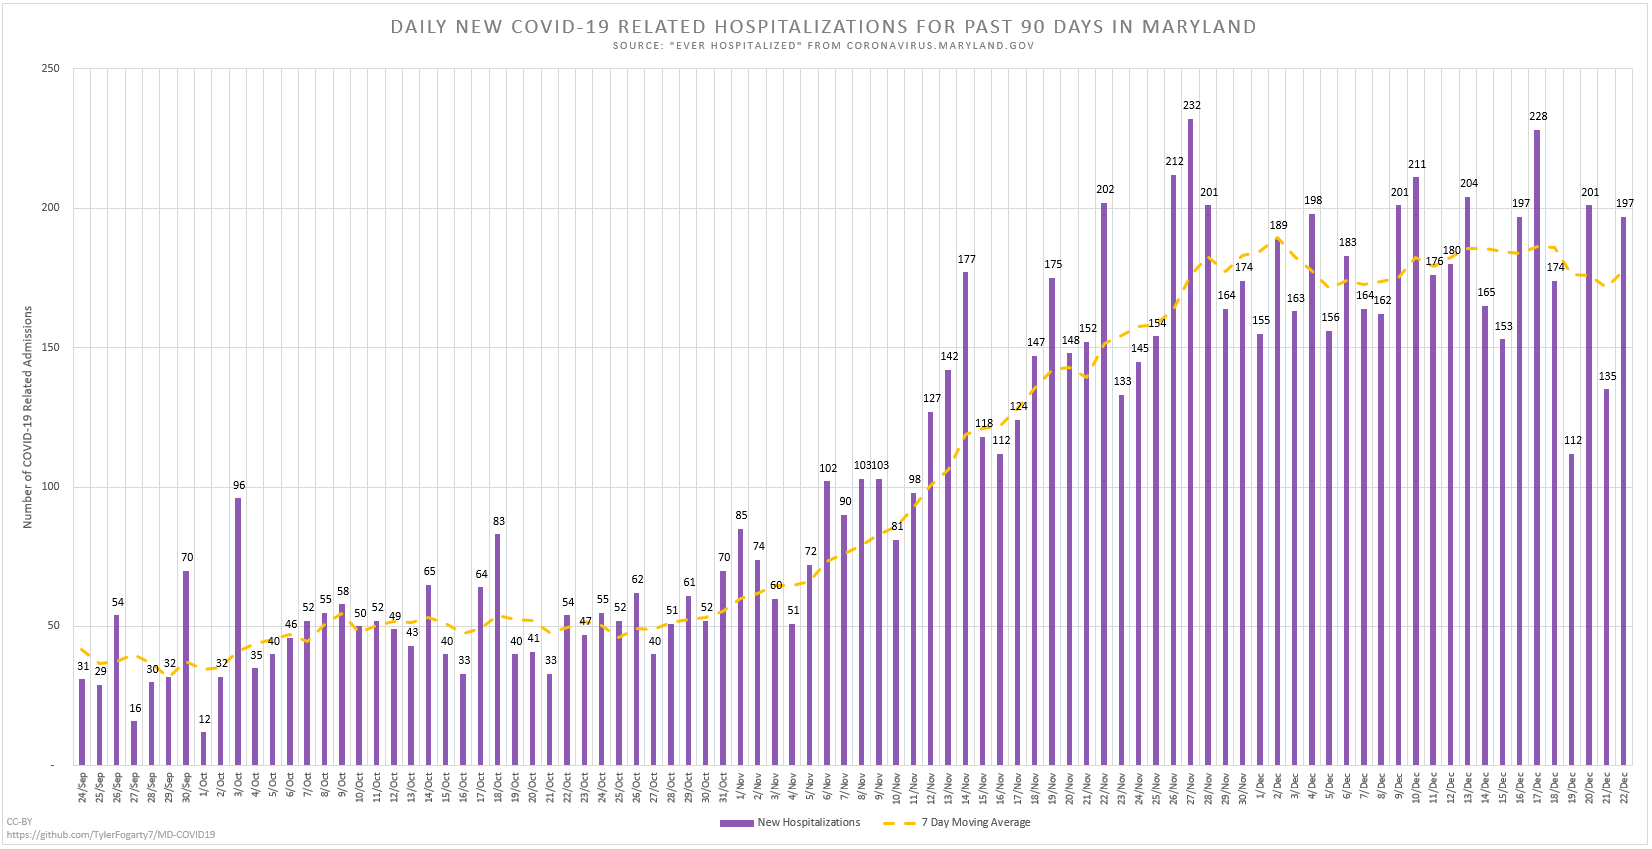 DAILY NEW COVID-19 RELATED HOSPITALIZATIONS FOR PAST 90 DAYS IN MARYLAND
SOURCE: "EVER HOSPITALIZED" FROM CORONAVIRUS.MARYLAND.GOV
Number of COVID-19 Related Admissions
250
200
150
100
50
-
31 29 54 16 30 32 70
12 32 96 35 40 46 52 55 58 50 52 49 43 65 40 33 64 83 40 41 33 54 47 55 52 62 40 51 61 52 70
85 74 60 51 72 102 90 103 103 81 98 127 142 177 118 112 124 147 175 148 152 202 133 145 154 212 232 201 164 174
155 189 163 198 156 183 164 162 201 211 176 180 204 165 153 197 228 174 112 201 135 197
24/Sep 25/Sep 26/Sep 27/Sep 28/Sep 29/Sep 30/Sep
1/Oct 2/Oct 3/Oct 4/Oct 5/Oct 6/Oct 7/Oct 8/Oct 9/Oct 10/Oct 11/Oct 12/Oct 13/Oct 14/Oct 15/Oct 16/Oct 17/Oct 18/Oct 19/Oct 20/Oct 21/Oct 22/Oct 23/Oct 24/Oct 25/Oct 26/Oct 27/Oct 28/Oct 29/Oct 30/Oct 31/Oct
1/Nov 2/Nov 3/Nov 4/Nov 5/Nov 6/Nov 7/Nov 8/Nov 9/Nov 10/Nov 11/Nov 12/Nov 13/Nov 14/Nov 15/Nov 16/Nov 17/Nov 18/Nov 19/Nov 20/Nov 21/Nov 22/Nov 23/Nov 24/Nov 25/Nov 26/Nov 27/Nov 28/Nov 29/Nov 30/Nov
1/Dec 2/Dec 3/Dec 4/Dec 5/Dec 6/Dec 7/Dec 8/Dec 9/Dec 10/Dec 11/Dec 12/Dec 13/Dec 14/Dec 15/Dec 16/Dec 17/Dec 18/Dec 19/Dec 20/Dec 21/Dec 22/Dec
New Hospitalizations 7 Day Moving Average
CC-BY
https://github.com/TylerFogarty7/MD-COVID19